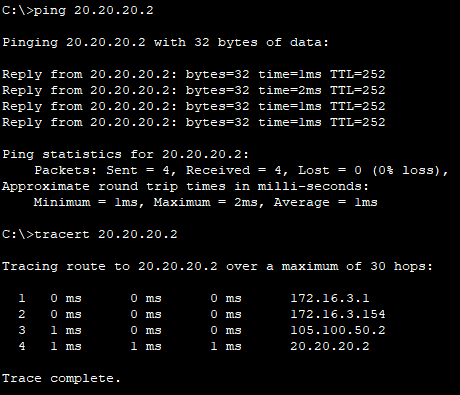 C:\>ping 20.20.20.2
Pinging 20.20.20.2 with 32 bytes of data:
Reply from 20.20.20.2: bytes=32 time=1ms TTL=252
Reply from 20.20.20.2: bytes=32 time=2ms TTL=252
Reply from 20.20.20.2: bytes=32 time=1ms TTL=252
Reply from 20.20.20.2: bytes=32 time=1ms TTL=252
Ping statistics for 20.20.20.2:
Packets: Sent = 4, Received = 4, Lost = 0 (0% loss),
Approximate round trip times in milli-seconds:
Minimum = 1ms, Maximum = 2ms, Average = 1ms
C:\>tracert 20.20.20.2
Tracing route to 20.20.20.2 over a maximum of 30 hops:
1 0 ms 0 ms 0 ms 172.16.3.1
2 0 ms 0 ms 0 ms 172.16.3.154
3 1 ms 0 ms 0 ms 105.100.50.2
4 1 ms 1 ms 1 ms 20.20.20.2
Trace complete.